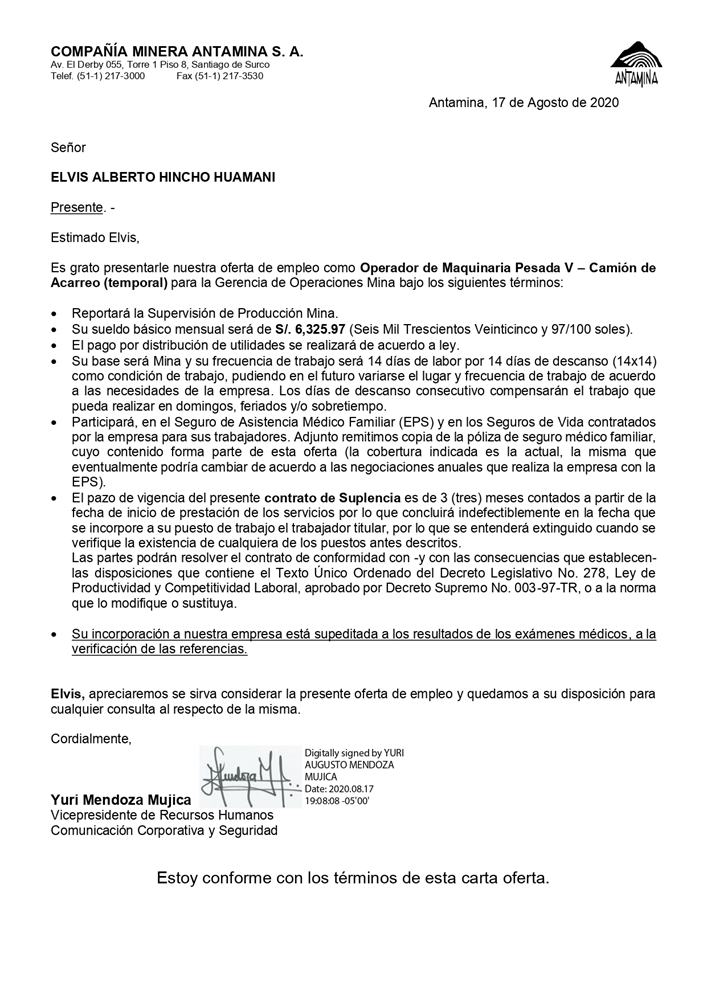 COMPAÑÍA MINERA ANTAMINA S. A.
Av. El Derby 055, Torre 1 Piso 8, Santiago de Surco
Telef. (51-1) 217-3000 Fax (51-1) 217-3530
ANTAMINA
Antamina, 17 de Agosto de 2020
Señor
ELVIS ALBERTO HINCHO HUAMANI
Presente. -
Estimado Elvis,
Es grato presentarle nuestra oferta de empleo como Operador de Maquinaria Pesada V – Camión de
Acarreo (temporal) para la Gerencia de Operaciones Mina bajo los siguientes términos:
• Reportará la Supervisión de Producción Mina.
• Su sueldo básico mensual será de S/. 6,325.97 (Seis Mil Trescientos Veinticinco y 97/100 soles).
• El pago por distribución de utilidades se realizará de acuerdo a ley.
• Su base será Mina y su frecuencia de trabajo será 14 días de labor por 14 días de descanso (14x14)
como condición de trabajo, pudiendo en el futuro variarse el lugar y frecuencia de trabajo de acuerdo
a las necesidades de la empresa. Los días de descanso consecutivo compensarán el trabajo que
pueda realizar en domingos, feriados y/o sobretiempo.
• Participará, en el Seguro de Asistencia Médico Familiar (EPS) y en los Seguros de Vida contratados
por la empresa para sus trabajadores. Adjunto remitimos copia de la póliza de seguro médico familiar,
cuyo contenido forma parte de esta oferta (la cobertura indicada es la actual, la misma que
eventualmente podría cambiar de acuerdo a las negociaciones anuales que realiza la empresa con la
EPS).
• El pazo de vigencia del presente contrato de Suplencia es de 3 (tres) meses contados a partir de la
fecha de inicio de prestación de los servicios por lo que concluirá indefectiblemente en la fecha que
se incorpore a su puesto de trabajo el trabajador titular, por lo que se entenderá extinguido cuando se
verifique la existencia de cualquiera de los puestos antes descritos.
Las partes podrán resolver el contrato de conformidad con -y con las consecuencias que establecen-
las disposiciones que contiene el Texto Único Ordenado del Decreto Legislativo No. 278, Ley de
Productividad y Competitividad Laboral, aprobado por Decreto Supremo No. 003-97-TR, o a la norma
que lo modifique o sustituya.
• Su incorporación a nuestra empresa está supeditada a los resultados de los exámenes médicos, a la
verificación de las referencias.
Elvis, apreciaremos se sirva considerar la presente oferta de empleo y quedamos a su disposición para
cualquier consulta al respecto de la misma.
Cordialmente,
Digitally signed by YURI
AUGUSTO MENDOZA
MUJICA
Date: 2020.08.17
19:08:08 -05'00'
Yuri Mendoza Mujica
Vicepresidente de Recursos Humanos
Comunicación Corporativa y Seguridad
Estoy conforme con los términos de esta carta oferta.